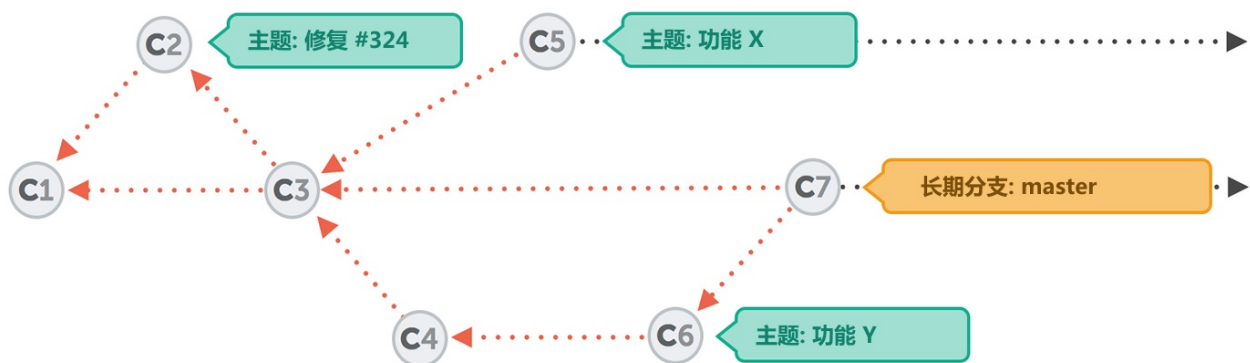 C2
主题: 修复 #324
C5
主题: 功能 X
C1
C3
C7
长期分支: master
C4
C6
主题: 功能 Y